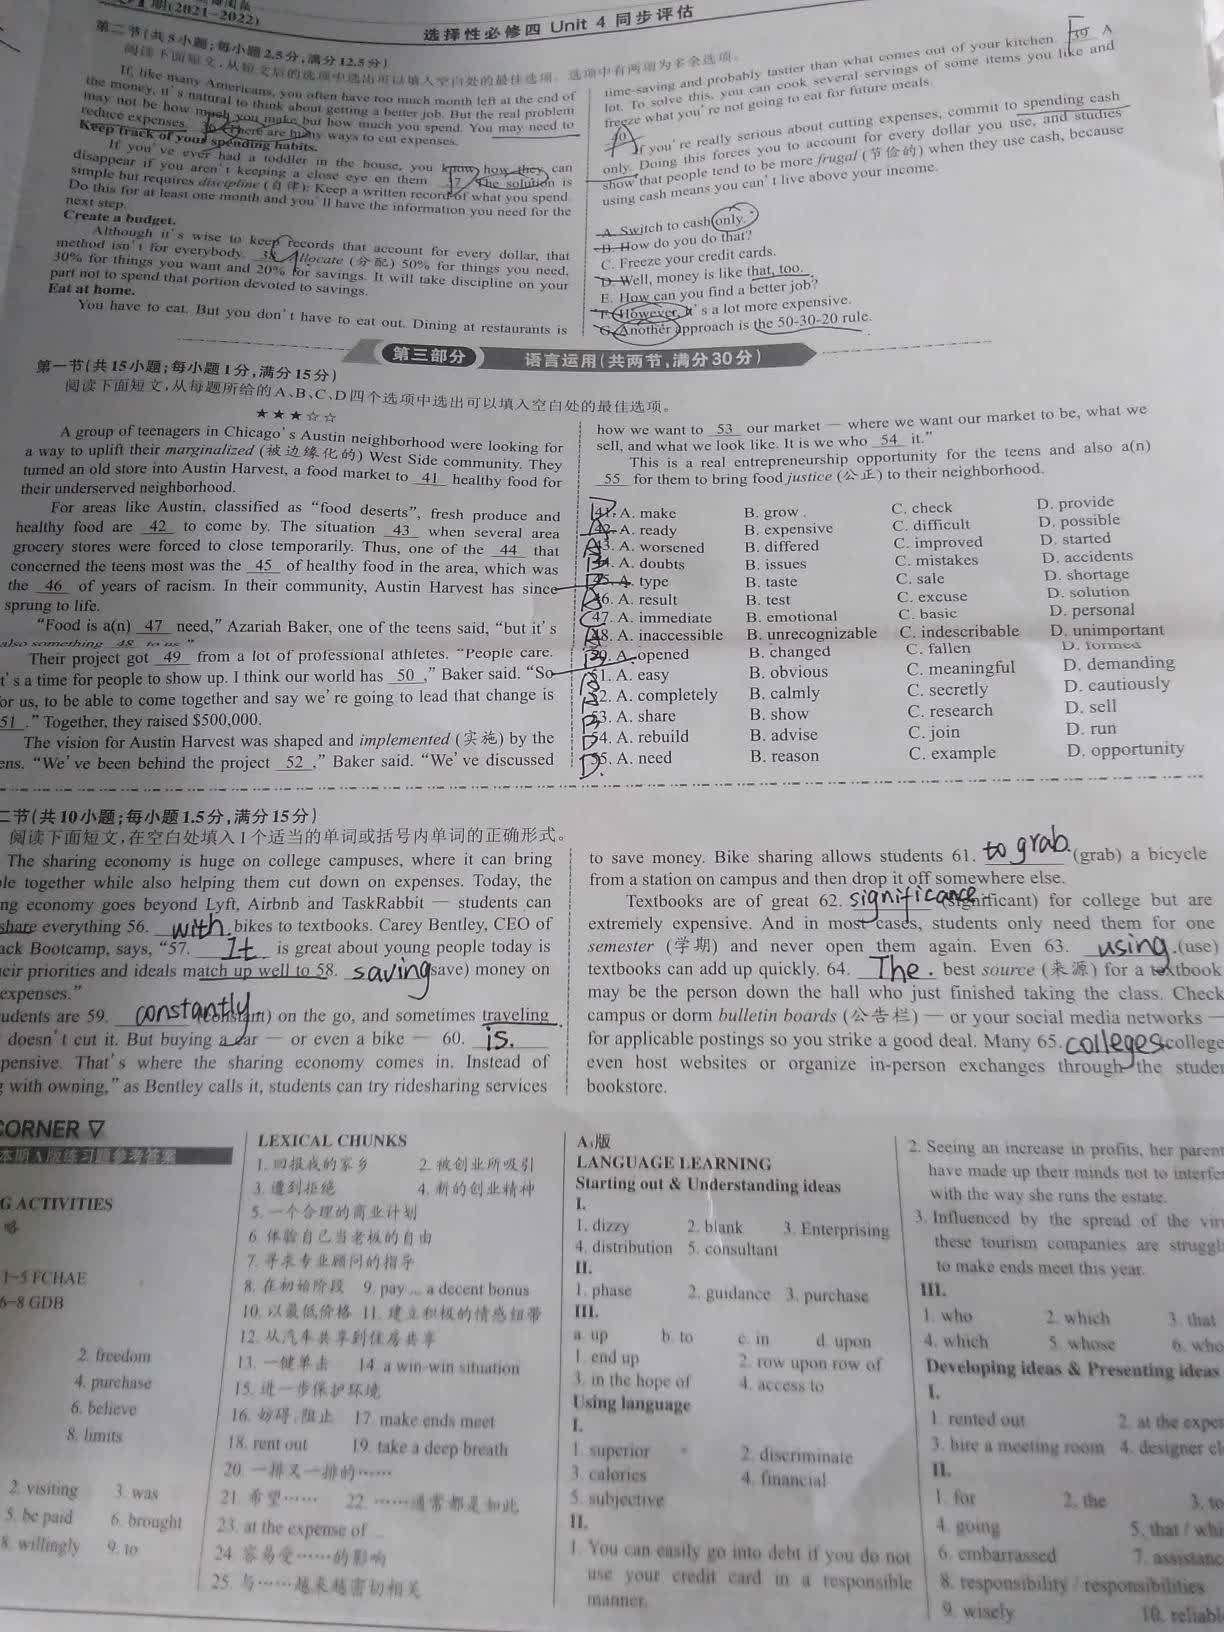 期(2021-2022)
选择性必修四 Unit 4 同步评估
第二节(共5小题;每小题2.5分,满分12.5分)
阅读下面短文,从短文后的选项中选出可以填入空白处的最佳选项。选项中有两项为多余选项。
If, like many Americans, you often have too much month left at the end of
the money, it's natural to think about getting a better job. But the real problem
may not be how much you make but how much you spend. You may need to
reduce expenses. 36 There are many ways to cut expenses.
Keep track of your spending habits.
If you've ever had a toddler in the house, you know how they can
disappear if you aren't keeping a close eye on them. 37 The solution is
simple but requires discipline (自律): Keep a written record of what you spend.
Do this for at least one month and you'll have the information you need for the
next step.
Create a budget.
Although it's wise to keep records that account for every dollar, that
method isn't for everybody. 38 Allocate (分配) 50% for things you need,
30% for things you want and 20% for savings. It will take discipline on your
part not to spend that portion devoted to savings.
Eat at home.
You have to eat. But you don't have to eat out. Dining at restaurants is
time-saving and probably tastier than what comes out of your kitchen. 39 A
lot. To solve this, you can cook several servings of some items you like and
freeze what you're not going to eat for future meals.
40
If you're really serious about cutting expenses, commit to spending cash
only. Doing this forces you to account for every dollar you use, and studies
show that people tend to be more frugal (节俭的) when they use cash, because
using cash means you can't live above your income.
A. Switch to cash only.
B. How do you do that?
C. Freeze your credit cards.
D. Well, money is like that, too.
E. How can you find a better job?
F. However, it's a lot more expensive.
G. Another approach is the 50-30-20 rule.
第三部分 语言运用(共两节,满分30分)
第一节(共15小题;每小题1分,满分15分)
阅读下面短文,从每题所给的A、B、C、D四个选项中选出可以填入空白处的最佳选项。
★★★☆☆
A group of teenagers in Chicago's Austin neighborhood were looking for
a way to uplift their marginalized (被边缘化的) West Side community. They
turned an old store into Austin Harvest, a food market to 41 healthy food for
their underserved neighborhood.
For areas like Austin, classified as "food deserts", fresh produce and
healthy food are 42 to come by. The situation 43 when several area
grocery stores were forced to close temporarily. Thus, one of the 44 that
concerned the teens most was the 45 of healthy food in the area, which was
the 46 of years of racism. In their community, Austin Harvest has since
sprung to life.
"Food is a(n) 47 need," Azariah Baker, one of the teens said, "but it's
also something 48 to us."
Their project got 49 from a lot of professional athletes. "People care.
t's a time for people to show up. I think our world has 50 ," Baker said. "So
or us, to be able to come together and say we're going to lead that change is
51 ." Together, they raised $500,000.
The vision for Austin Harvest was shaped and implemented (实施) by the
ens. "We've been behind the project 52 ," Baker said. "We've discussed
how we want to 53 our market — where we want our market to be, what we
sell, and what we look like. It is we who 54 it."
This is a real entrepreneurship opportunity for the teens and also a(n)
55 for them to bring food justice (公正) to their neighborhood.
D 41. A. make B. grow C. check D. provide
42. A. ready B. expensive C. difficult D. possible
A 43. A. worsened B. differed C. improved D. started
44. A. doubts B. issues C. mistakes D. accidents
45. A. type B. taste C. sale D. shortage
46. A. result B. test C. excuse D. solution
C 47. A. immediate B. emotional C. basic D. personal
48. A. inaccessible B. unrecognizable C. indescribable D. unimportant
A. opened B. changed C. fallen D. formed
51. A. easy B. obvious C. meaningful D. demanding
52. A. completely B. calmly C. secretly D. cautiously
53. A. share B. show C. research D. sell
54. A. rebuild B. advise C. join D. run
D. 55. A. need B. reason C. example D. opportunity
二节(共10小题;每小题1.5分,满分15分)
阅读下面短文,在空白处填入1个适当的单词或括号内单词的正确形式。
The sharing economy is huge on college campuses, where it can bring
ple together while also helping them cut down on expenses. Today, the
ng economy goes beyond Lyft, Airbnb and TaskRabbit — students can
share everything 56. with bikes to textbooks. Carey Bentley, CEO of
ack Bootcamp, says, "57. It is great about young people today is
eir priorities and ideals match up well to 58. saving (save) money on
expenses."
udents are 59. constantly (constant) on the go, and sometimes traveling
doesn't cut it. But buying a car — or even a bike — 60. is.
pensive. That's where the sharing economy comes in. Instead of
g with owning," as Bentley calls it, students can try ridesharing services
to save money. Bike sharing allows students 61. to grab (grab) a bicycle
from a station on campus and then drop it off somewhere else.
Textbooks are of great 62. significance (significant) for college but are
extremely expensive. And in most cases, students only need them for one
semester (学期) and never open them again. Even 63. using (use)
textbooks can add up quickly. 64. The. best source (来源) for a textbook
may be the person down the hall who just finished taking the class. Check
campus or dorm bulletin boards (公告栏) — or your social media networks —
for applicable postings so you strike a good deal. Many 65. colleges (college
even host websites or organize in-person exchanges through the studen
bookstore.
CORNER ▽
本期A版练习题参考答案
G ACTIVITIES
略
1-5 FCHAE
6-8 GDB
2. freedom
4. purchase
6. believe
8. limits
2. visiting 3. was
5. be paid 6. brought
8. willingly 9. to
LEXICAL CHUNKS
1. 回报我的家乡 2. 被创业所吸引
3. 遭到拒绝 4. 新的创业精神
5. 一个合理的商业计划
6. 体验自己当老板的自由
7. 寻求专业顾问的指导
8. 在初始阶段 9. pay ... a decent bonus
10. 以最低价格 11. 建立积极的情感纽带
12. 从汽车共享到住房共享
13. 一键单击 14. a win-win situation
15. 进一步保护环境
16. 妨碍,阻止 17. make ends meet
18. rent out 19. take a deep breath
20. 一排又一排的……
21. 希望…… 22. ……通常都是如此
23. at the expense of
24. 容易受……的影响
25. 与……越来越密切相关
A₁版
LANGUAGE LEARNING
Starting out & Understanding ideas
I.
1. dizzy 2. blank 3. Enterprising
4. distribution 5. consultant
II.
1. phase 2. guidance 3. purchase
III.
a. up b. to c. in d. upon
1. end up 2. row upon row of
3. in the hope of 4. access to
Using language
I.
1. superior 2. discriminate
3. calories 4. financial
5. subjective
II.
1. You can easily go into debt if you do not
use your credit card in a responsible
manner.
2. Seeing an increase in profits, her paren
have made up their minds not to interfe
with the way she runs the estate.
3. Influenced by the spread of the vir
these tourism companies are struggl
to make ends meet this year.
III.
1. who 2. which 3. that
4. which 5. whose 6. who
Developing ideas & Presenting ideas
I.
1. rented out 2. at the expe
3. hire a meeting room 4. designer cl
II.
1. for 2. the 3. to
4. going 5. that / whi
6. embarrassed 7. assistanc
8. responsibility / responsibilities
9. wisely 10. reliabl